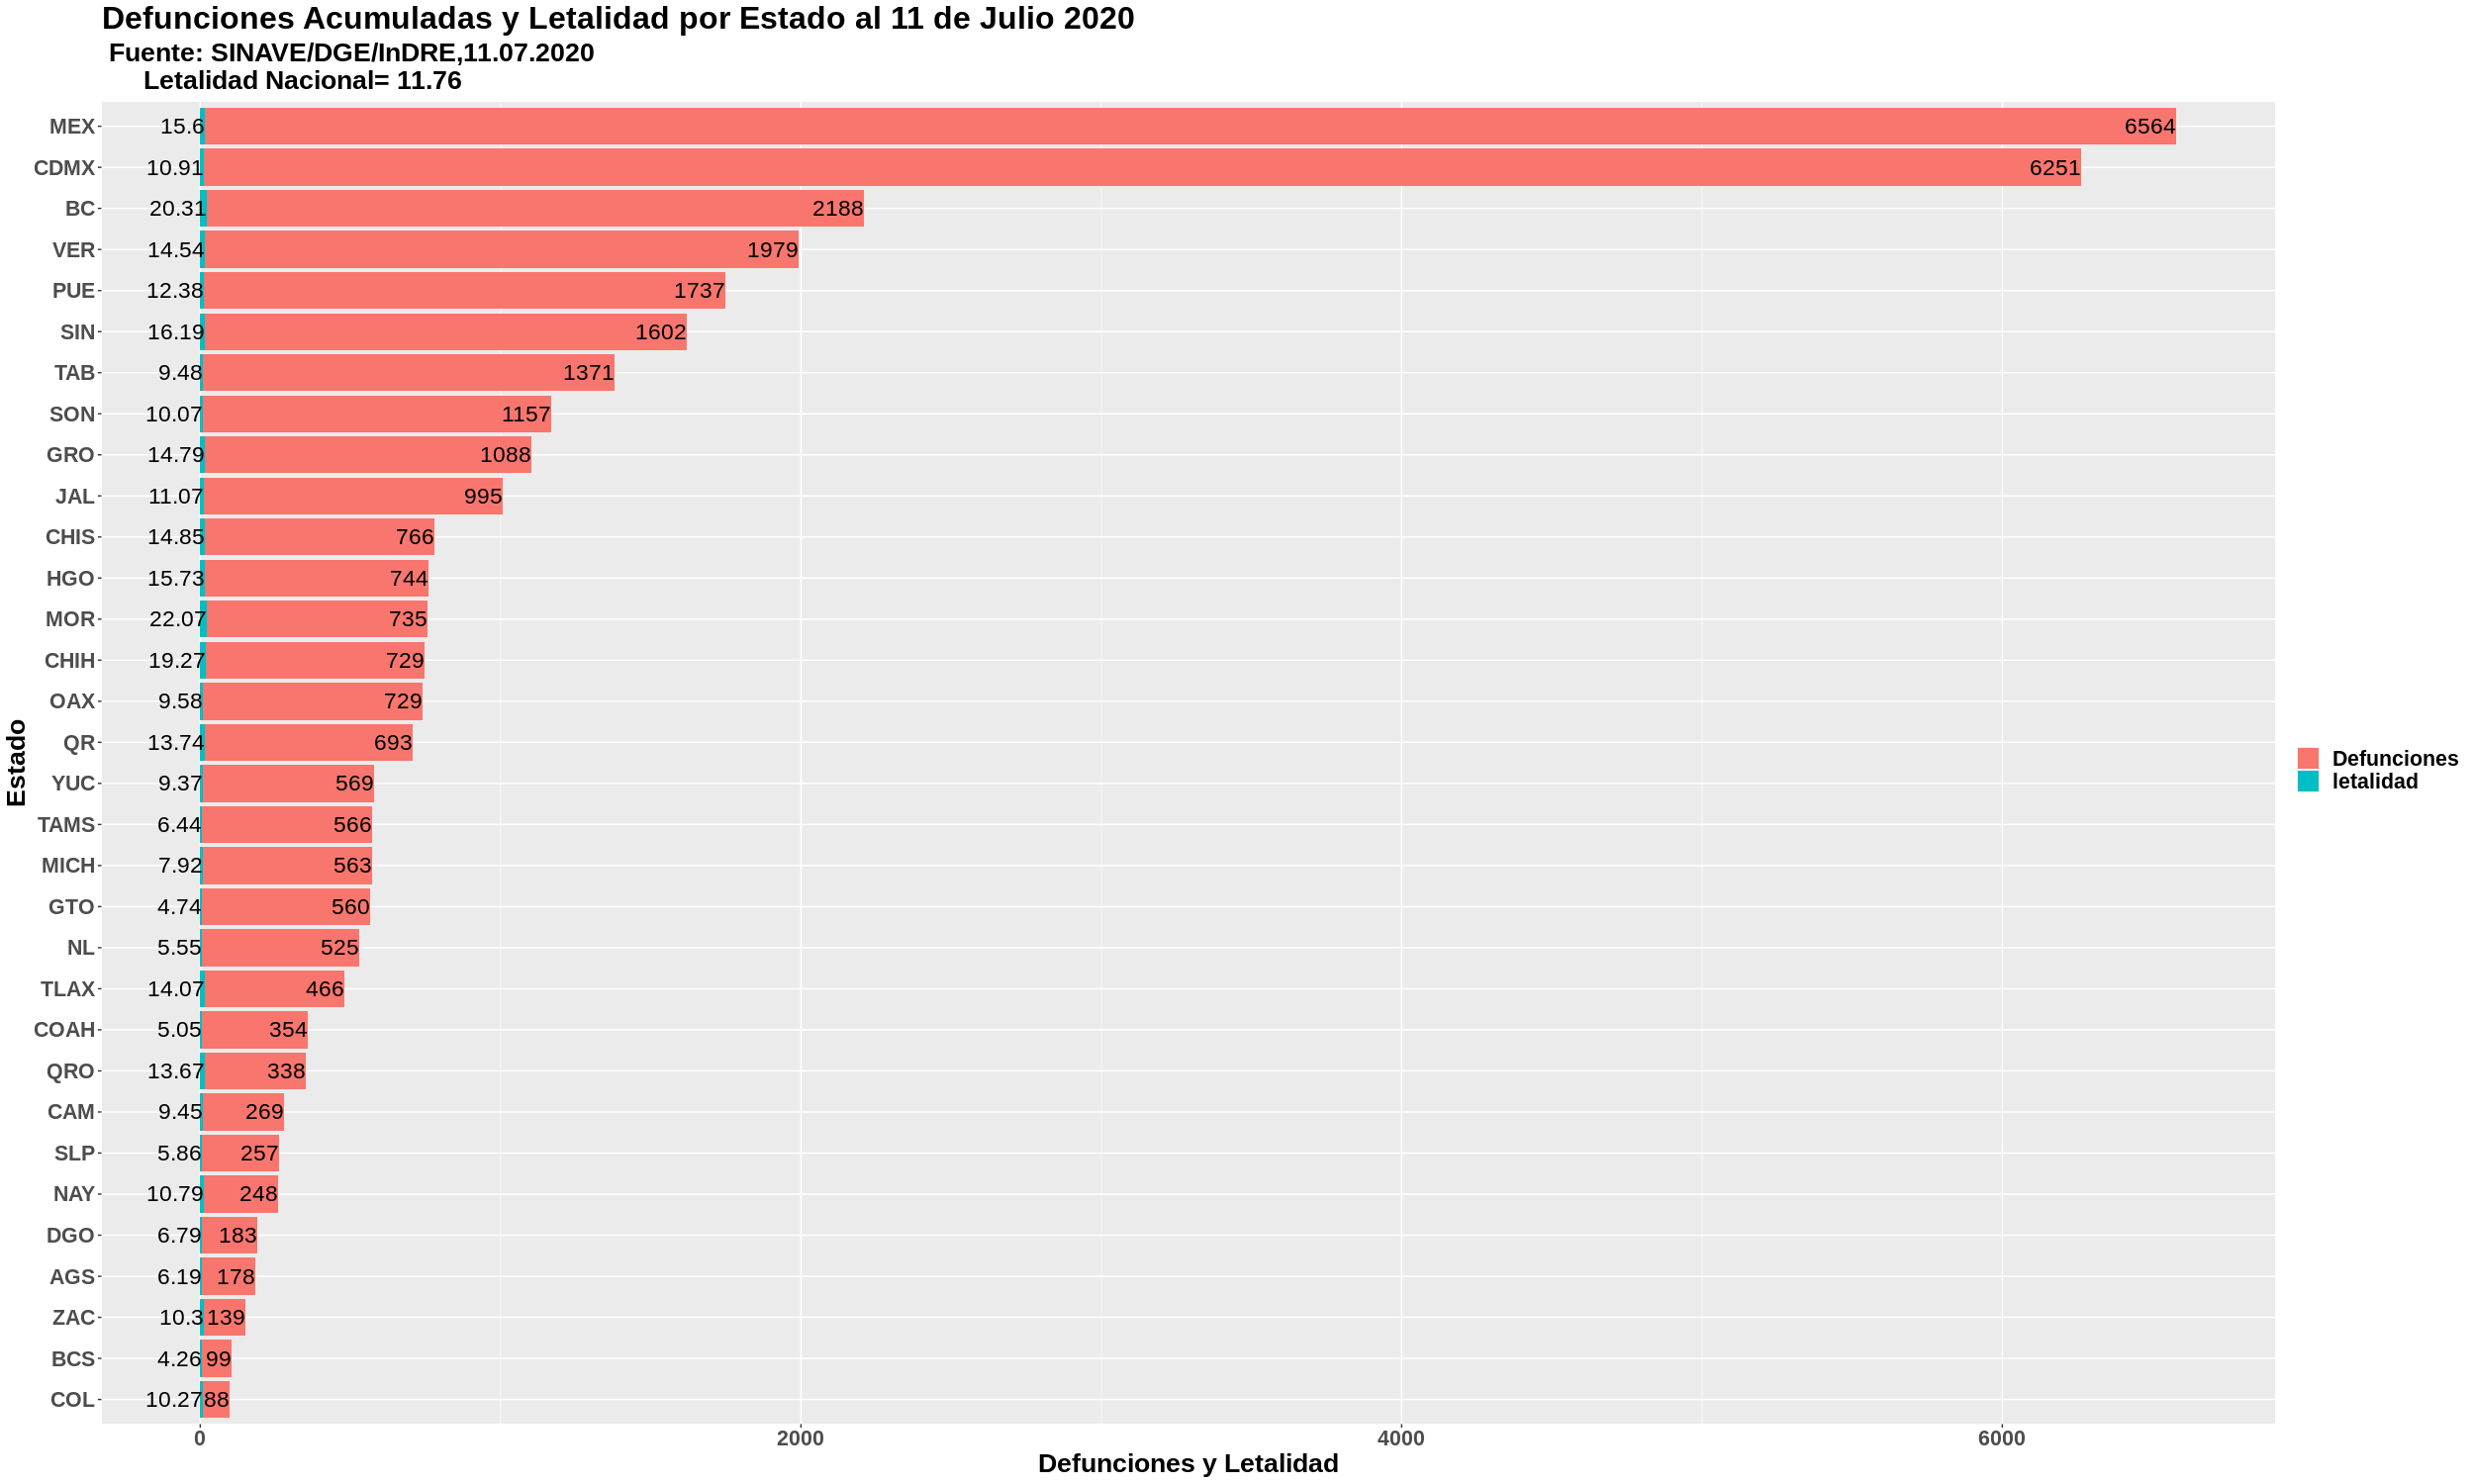 Defunciones Acumuladas y Letalidad por Estado al 11 de Julio 2020
Fuente: SINAVE/DGE/InDRE,11.07.2020
Letalidad Nacional= 11.76
MEX 15.6 6564
CDMX 10.91 6251
BC 20.31 2188
VER 14.54 1979
PUE 12.38 1737
SIN 16.19 1602
TAB 9.48 1371
SON 10.07 1157
GRO 14.79 1088
JAL 11.07 995
CHIS 14.85 766
HGO 15.73 744
MOR 22.07 735
CHIH 19.27 729
OAX 9.58 729
QR 13.74 693
YUC 9.37 569
TAMS 6.44 566
MICH 7.92 563
GTO 4.74 560
NL 5.55 525
TLAX 14.07 466
COAH 5.05 354
QRO 13.67 338
CAM 9.45 269
SLP 5.86 257
NAY 10.79 248
DGO 6.79 183
AGS 6.19 178
ZAC 10.3 139
BCS 4.26 99
COL 10.27 88
0 2000 4000 6000
Defunciones y Letalidad
Estado
Defunciones
letalidad